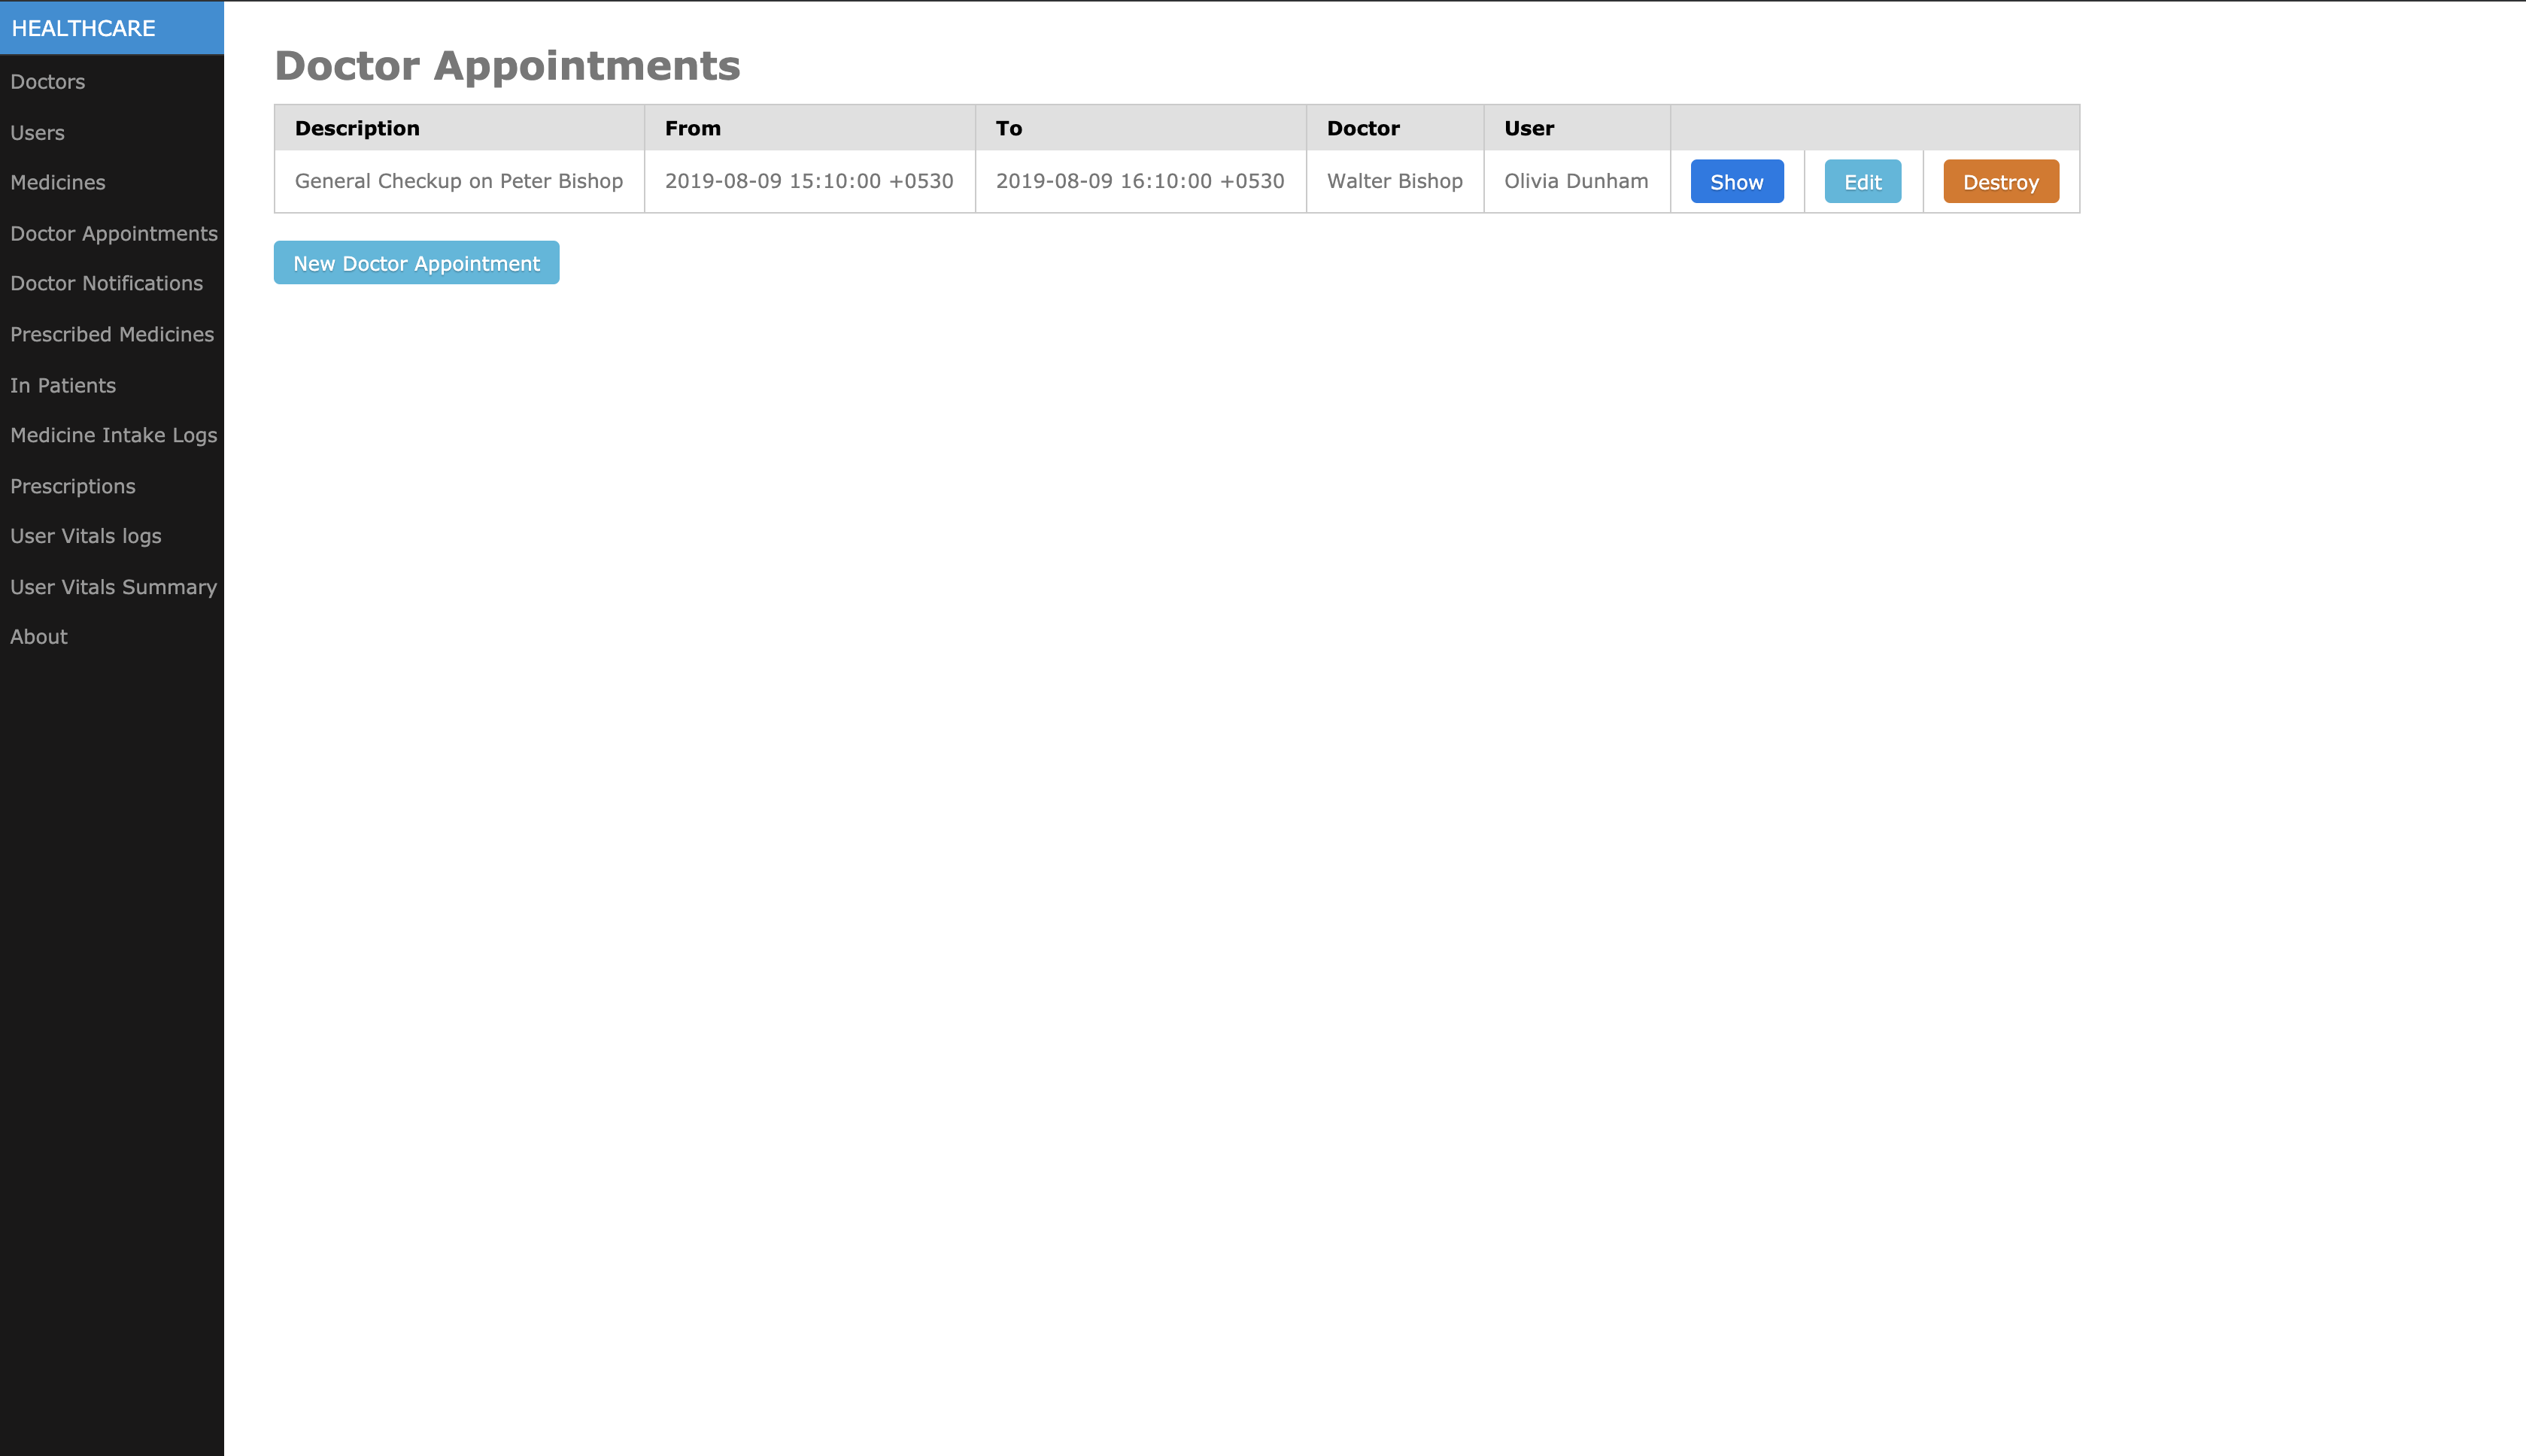 HEALTHCARE
Doctors
Users
Medicines
Doctor Appointments
Doctor Notifications
Prescribed Medicines
In Patients
Medicine Intake Logs
Prescriptions
User Vitals logs
User Vitals Summary
About
Doctor Appointments
Description From To Doctor User
General Checkup on Peter Bishop 2019-08-09 15:10:00 +0530 2019-08-09 16:10:00 +0530 Walter Bishop Olivia Dunham Show Edit Destroy
New Doctor Appointment